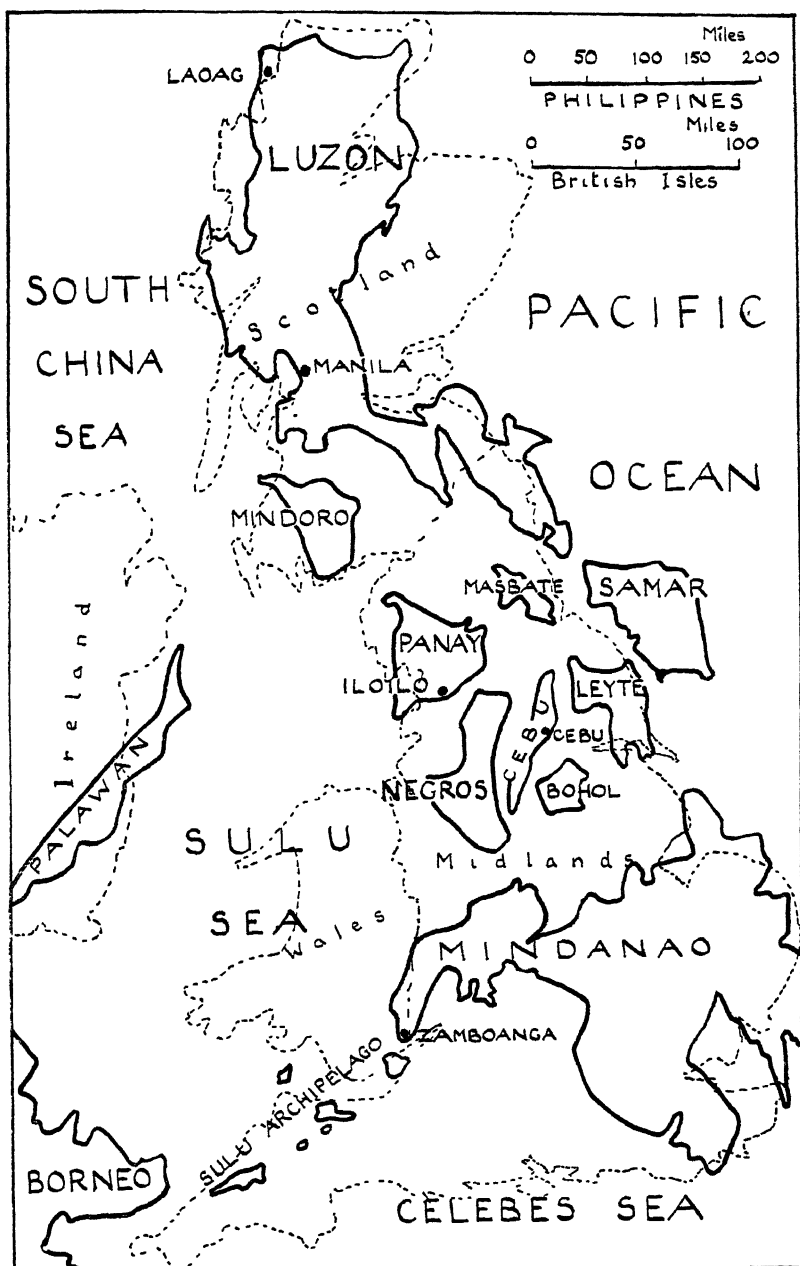 Miles
0 50 100 150 200
PHILIPPINES
Miles
0 50 100
British Isles
LAOAG
LUZON
SOUTH
CHINA
SEA
Scotland
PACIFIC
OCEAN
MANILA
MINDORO
MASBATE
SAMAR
PANAY
ILOILO
LEYTE
CEBU
CEBU
NEGROS
BOHOL
Ireland
PALAWAN
SULU
SEA
Midlands
Wales
MINDANAO
ZAMBOANGA
SULU ARCHIPELAGO
BORNEO
CELEBES SEA